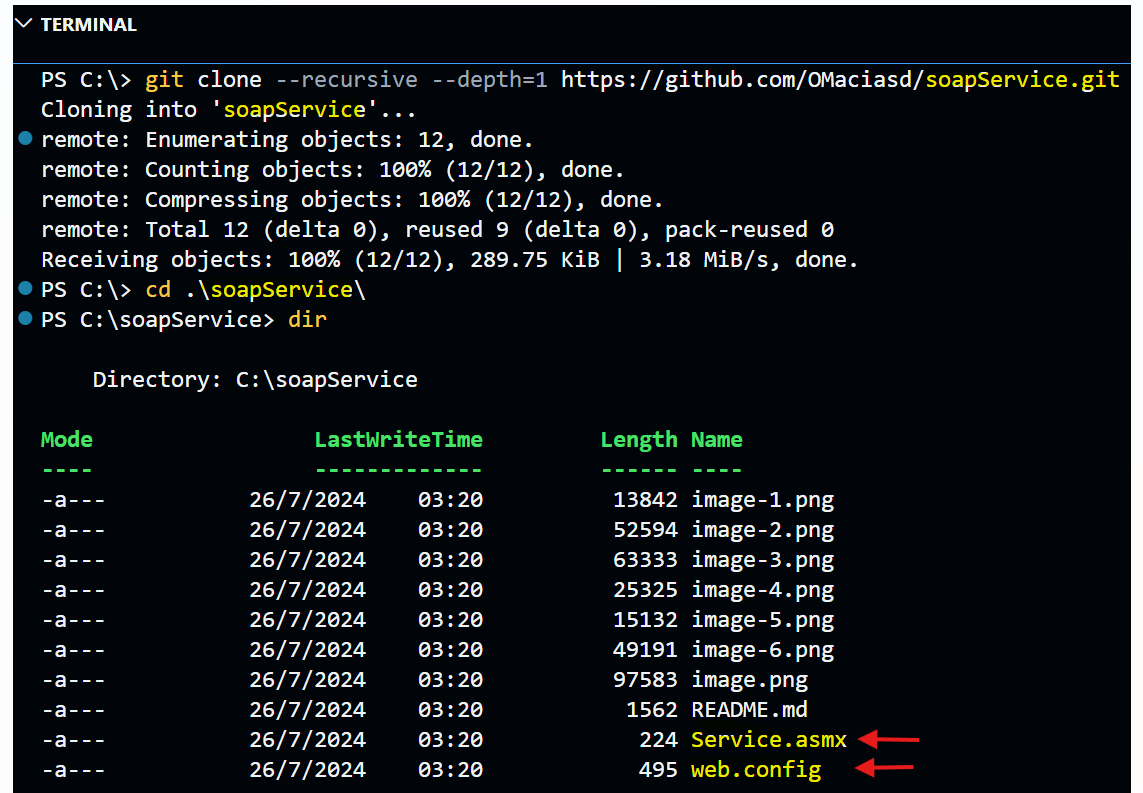 TERMINAL
PS C:\> git clone --recursive --depth=1 https://github.com/OMaciasd/soapService.git
Cloning into 'soapService'...
remote: Enumerating objects: 12, done.
remote: Counting objects: 100% (12/12), done.
remote: Compressing objects: 100% (12/12), done.
remote: Total 12 (delta 0), reused 9 (delta 0), pack-reused 0
Receiving objects: 100% (12/12), 289.75 KiB | 3.18 MiB/s, done.
PS C:\> cd .\soapService\
PS C:\soapService> dir
Directory: C:\soapService
Mode LastWriteTime Length Name
---- ------------- ------ ----
-a--- 26/7/2024 03:20 13842 image-1.png
-a--- 26/7/2024 03:20 52594 image-2.png
-a--- 26/7/2024 03:20 63333 image-3.png
-a--- 26/7/2024 03:20 25325 image-4.png
-a--- 26/7/2024 03:20 15132 image-5.png
-a--- 26/7/2024 03:20 49191 image-6.png
-a--- 26/7/2024 03:20 97583 image.png
-a--- 26/7/2024 03:20 1562 README.md
-a--- 26/7/2024 03:20 224 Service.asmx
-a--- 26/7/2024 03:20 495 web.config